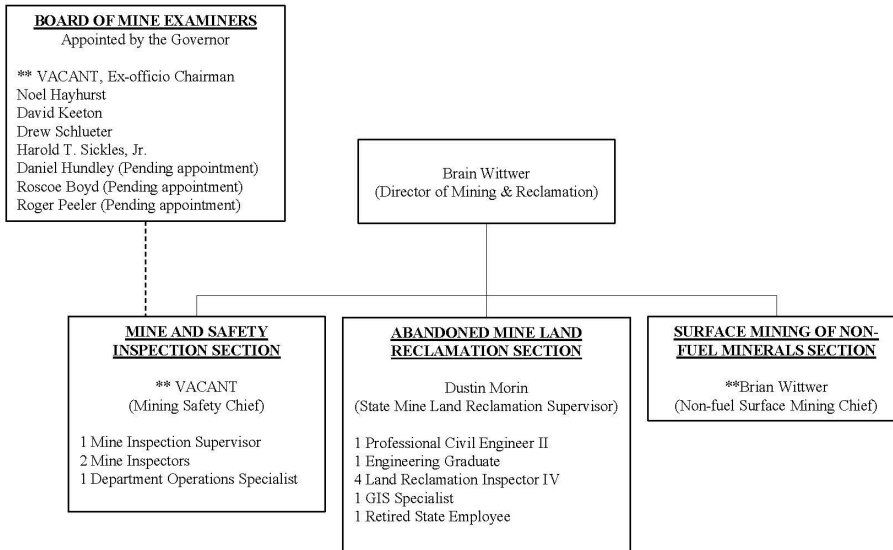 BOARD OF MINE EXAMINERS
Appointed by the Governor
** VACANT, Ex-officio Chairman
Noel Hayhurst
David Keeton
Drew Schlueter
Harold T. Sickles, Jr.
Daniel Hundley (Pending appointment)
Roscoe Boyd (Pending appointment)
Roger Peeler (Pending appointment)
Brain Wittwer
(Director of Mining & Reclamation)
MINE AND SAFETY
INSPECTION SECTION
** VACANT
(Mining Safety Chief)
1 Mine Inspection Supervisor
2 Mine Inspectors
1 Department Operations Specialist
ABANDONED MINE LAND
RECLAMATION SECTION
Dustin Morin
(State Mine Land Reclamation Supervisor)
1 Professional Civil Engineer II
1 Engineering Graduate
4 Land Reclamation Inspector IV
1 GIS Specialist
1 Retired State Employee
SURFACE MINING OF NON-
FUEL MINERALS SECTION
**Brian Wittwer
(Non-fuel Surface Mining Chief)